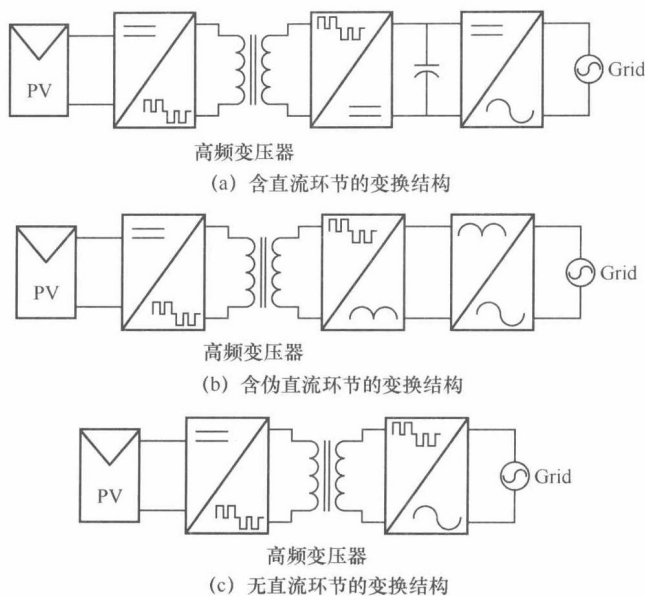 PV
Grid
高频变压器
(a) 含直流环节的变换结构
PV
Grid
高频变压器
(b) 含伪直流环节的变换结构
PV
Grid
高频变压器
(c) 无直流环节的变换结构